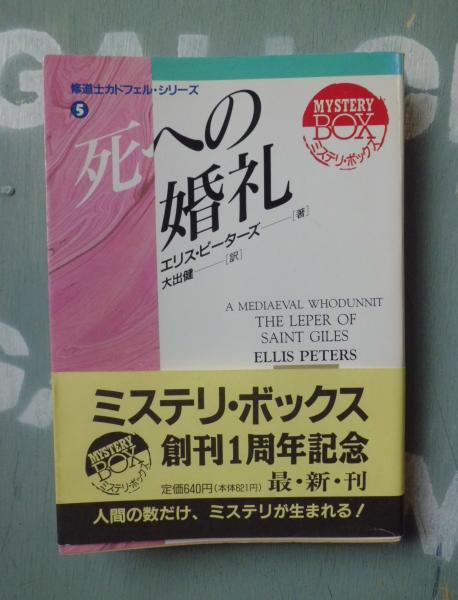 修道士カドフェル・シリーズ
5
死への
婚礼
MYSTERY
BOX
ミステリ・ボックス
エリス・ピーターズ──[著]
大出健──[訳]
A MEDIAEVAL WHODUNNIT
THE LEPER OF
SAINT GILES
ELLIS PETERS
ミステリ・ボックス
創刊1周年記念
MYSTERY
BOX
ミステリ・ボックス
定価640円(本体621円)
最・新・刊
人間の数だけ、ミステリが生まれる!